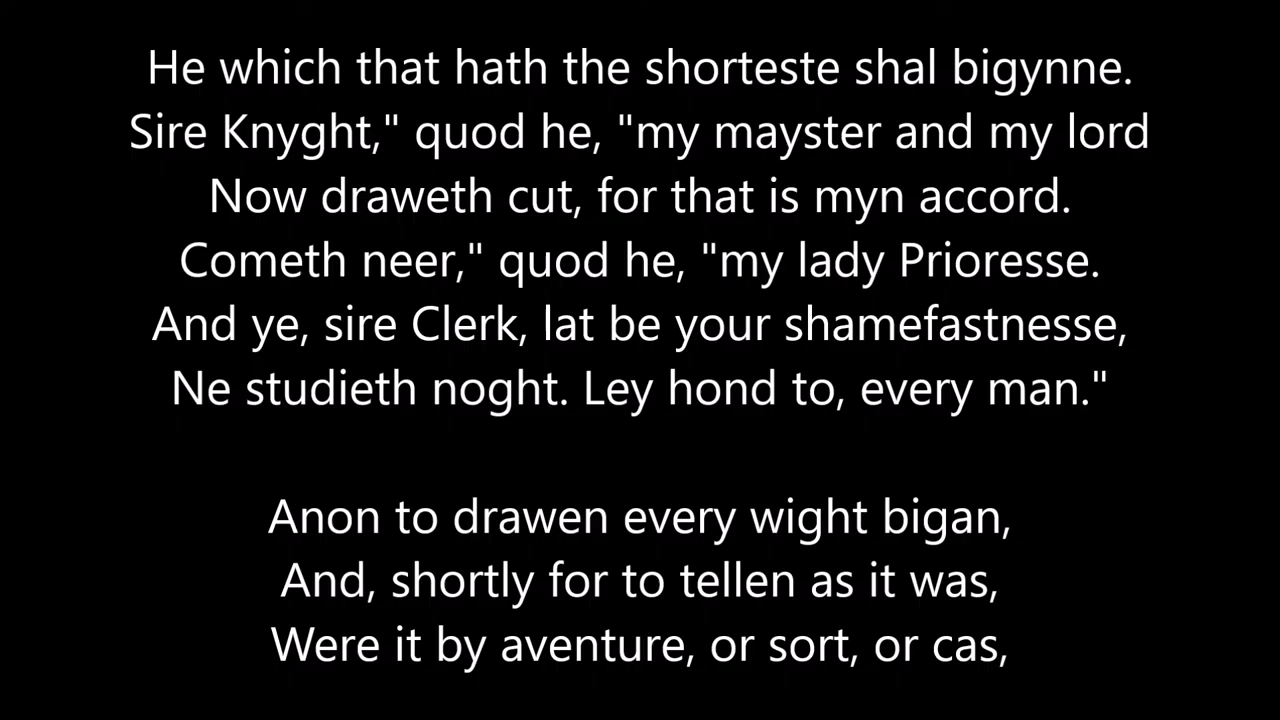 He which that hath the shorteste shal bigynne.
Sire Knyght," quod he, "my mayster and my lord
Now draweth cut, for that is myn accord.
Cometh neer," quod he, "my lady Prioresse.
And ye, sire Clerk, lat be your shamefastnesse,
Ne studieth noght. Ley hond to, every man."
Anon to drawen every wight bigan,
And, shortly for to tellen as it was,
Were it by aventure, or sort, or cas,